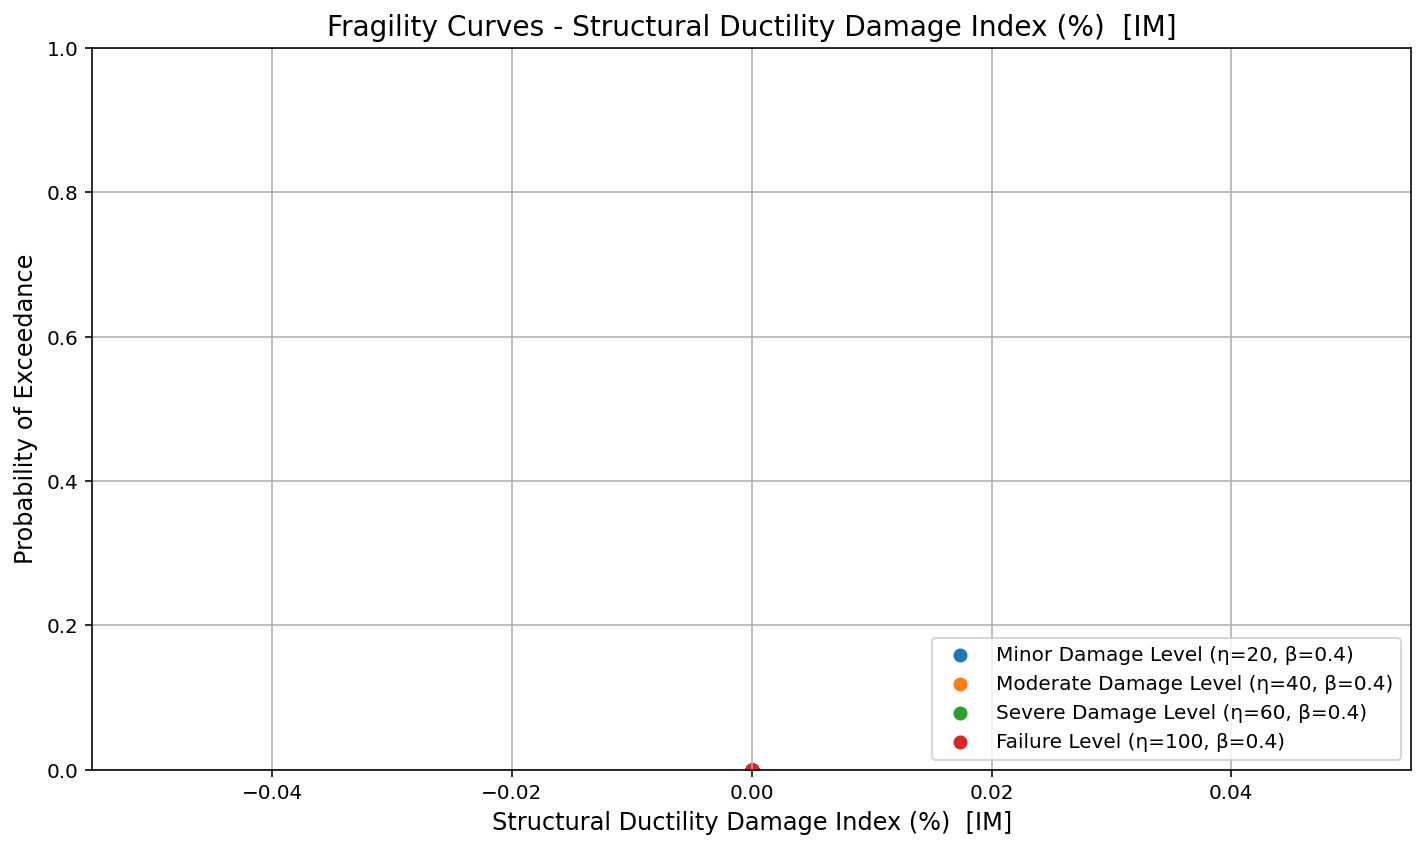 Fragility Curves - Structural Ductility Damage Index (%)  [IM]
1.0
0.8
0.6
0.4
0.2
0.0
Probability of Exceedance
Minor Damage Level (η=20, β=0.4)
Moderate Damage Level (η=40, β=0.4)
Severe Damage Level (η=60, β=0.4)
Failure Level (η=100, β=0.4)
−0.04 −0.02 0.00 0.02 0.04
Structural Ductility Damage Index (%)  [IM]